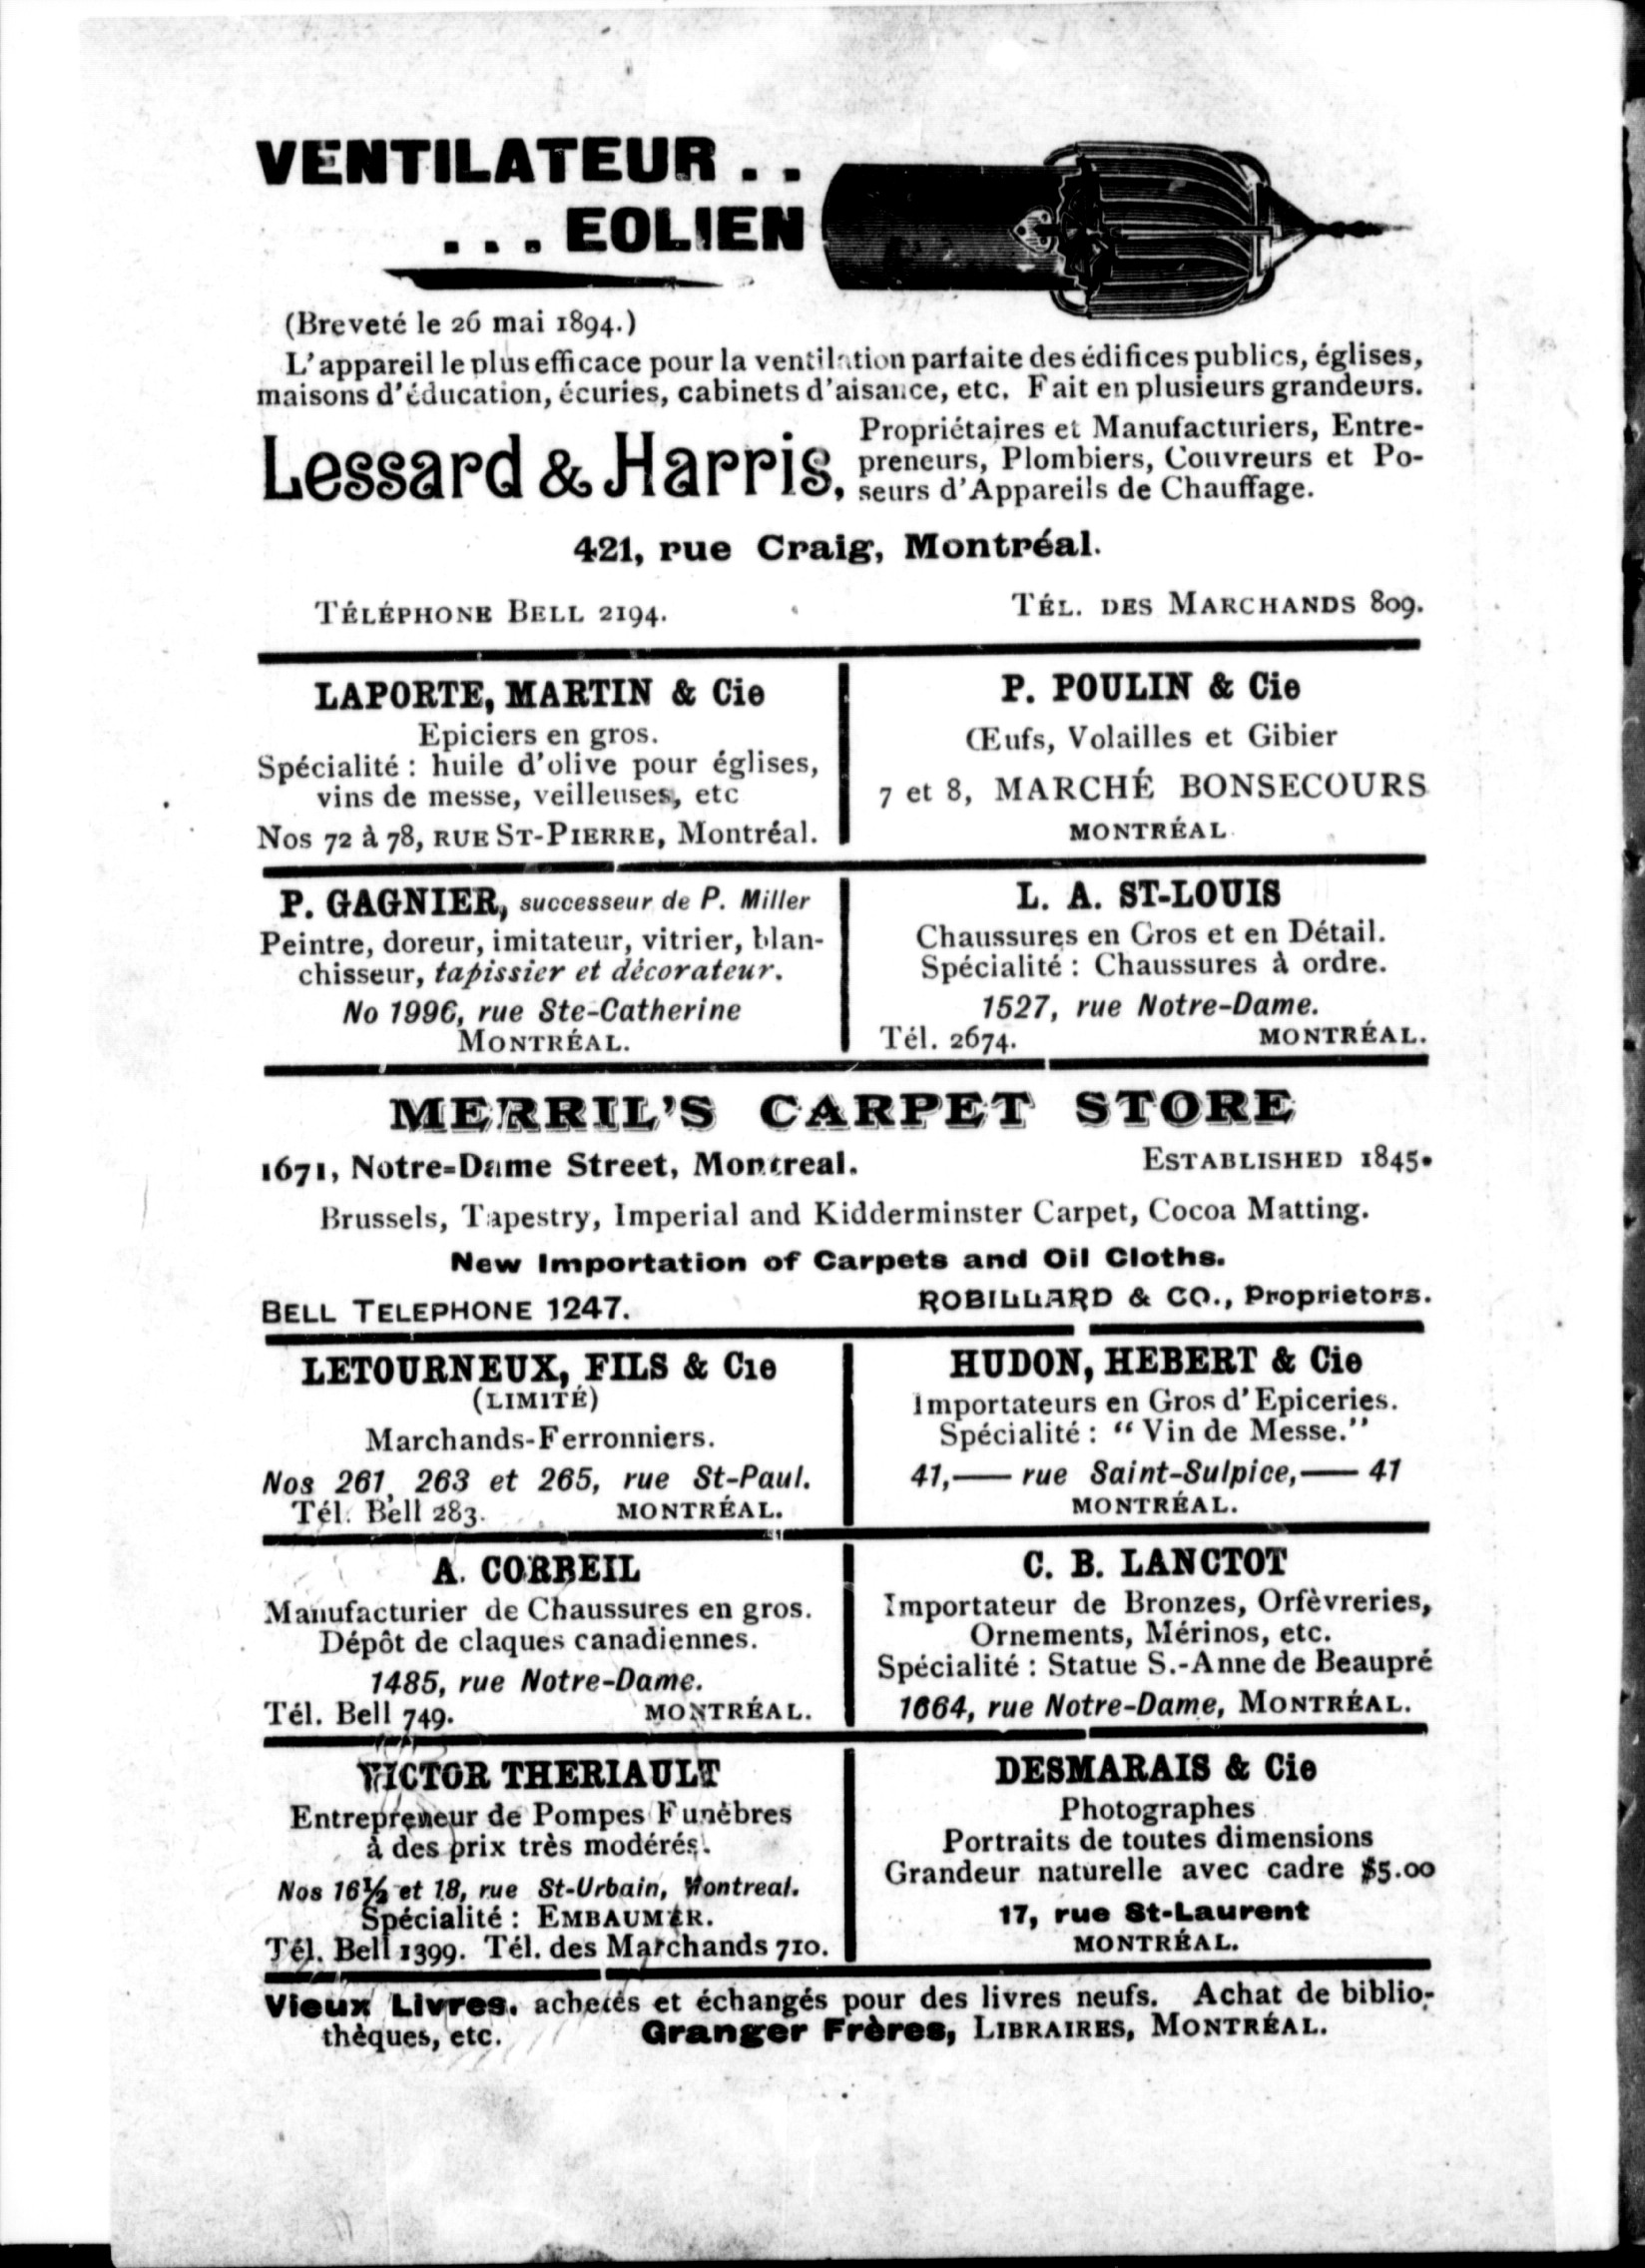 VENTILATEUR . .
. . . EOLIEN
(Breveté le 26 mai 1894.)
L'appareil le plus efficace pour la ventilation parfaite des édifices publics, églises,
maisons d'éducation, écuries, cabinets d'aisance, etc. Fait en plusieurs grandeurs.
Lessard & Harris,
Propriétaires et Manufacturiers, Entre-
preneurs, Plombiers, Couvreurs et Po-
seurs d'Appareils de Chauffage.
421, rue Craig, Montréal.
TÉLÉPHONE BELL 2194. TÉL. DES MARCHANDS 809.
LAPORTE, MARTIN & Cie
Epiciers en gros.
Spécialité : huile d'olive pour églises,
vins de messe, veilleuses, etc
Nos 72 à 78, RUE ST-PIERRE, Montréal.
P. POULIN & Cie
Œufs, Volailles et Gibier
7 et 8, MARCHÉ BONSECOURS
MONTRÉAL
P. GAGNIER, successeur de P. Miller
Peintre, doreur, imitateur, vitrier, blan-
chisseur, tapissier et décorateur.
No 1996, rue Ste-Catherine
MONTRÉAL.
L. A. ST-LOUIS
Chaussures en Gros et en Détail.
Spécialité : Chaussures à ordre.
1527, rue Notre-Dame.
Tél. 2674. MONTRÉAL.
MERRIL'S CARPET STORE
1671, Notre-Dame Street, Montreal. ESTABLISHED 1845.
Brussels, Tapestry, Imperial and Kidderminster Carpet, Cocoa Matting.
New Importation of Carpets and Oil Cloths.
BELL TELEPHONE 1247. ROBILLARD & CO., Proprietors.
LETOURNEUX, FILS & Cie
(LIMITÉ)
Marchands-Ferronniers.
Nos 261, 263 et 265, rue St-Paul.
Tél. Bell 283. MONTRÉAL.
HUDON, HEBERT & Cie
Importateurs en Gros d'Epiceries.
Spécialité : "Vin de Messe."
41,— rue Saint-Sulpice,— 41
MONTRÉAL.
A. CORBEIL
Manufacturier de Chaussures en gros.
Dépôt de claques canadiennes.
1485, rue Notre-Dame.
Tél. Bell 749. MONTRÉAL.
C. B. LANCTOT
Importateur de Bronzes, Orfèvreries,
Ornements, Mérinos, etc.
Spécialité : Statue S.-Anne de Beaupré
1664, rue Notre-Dame, MONTRÉAL.
VICTOR THERIAULT
Entrepreneur de Pompes Funèbres
à des prix très modérés.
Nos 16½ et 18, rue St-Urbain, Montreal.
Spécialité : EMBAUMER.
Tél. Bell 1399. Tél. des Marchands 710.
DESMARAIS & Cie
Photographes
Portraits de toutes dimensions
Grandeur naturelle avec cadre $5.00
17, rue St-Laurent
MONTRÉAL.
Vieux Livres, achetés et échangés pour des livres neufs. Achat de biblio-
thèques, etc. Granger Frères, LIBRAIRES, MONTRÉAL.